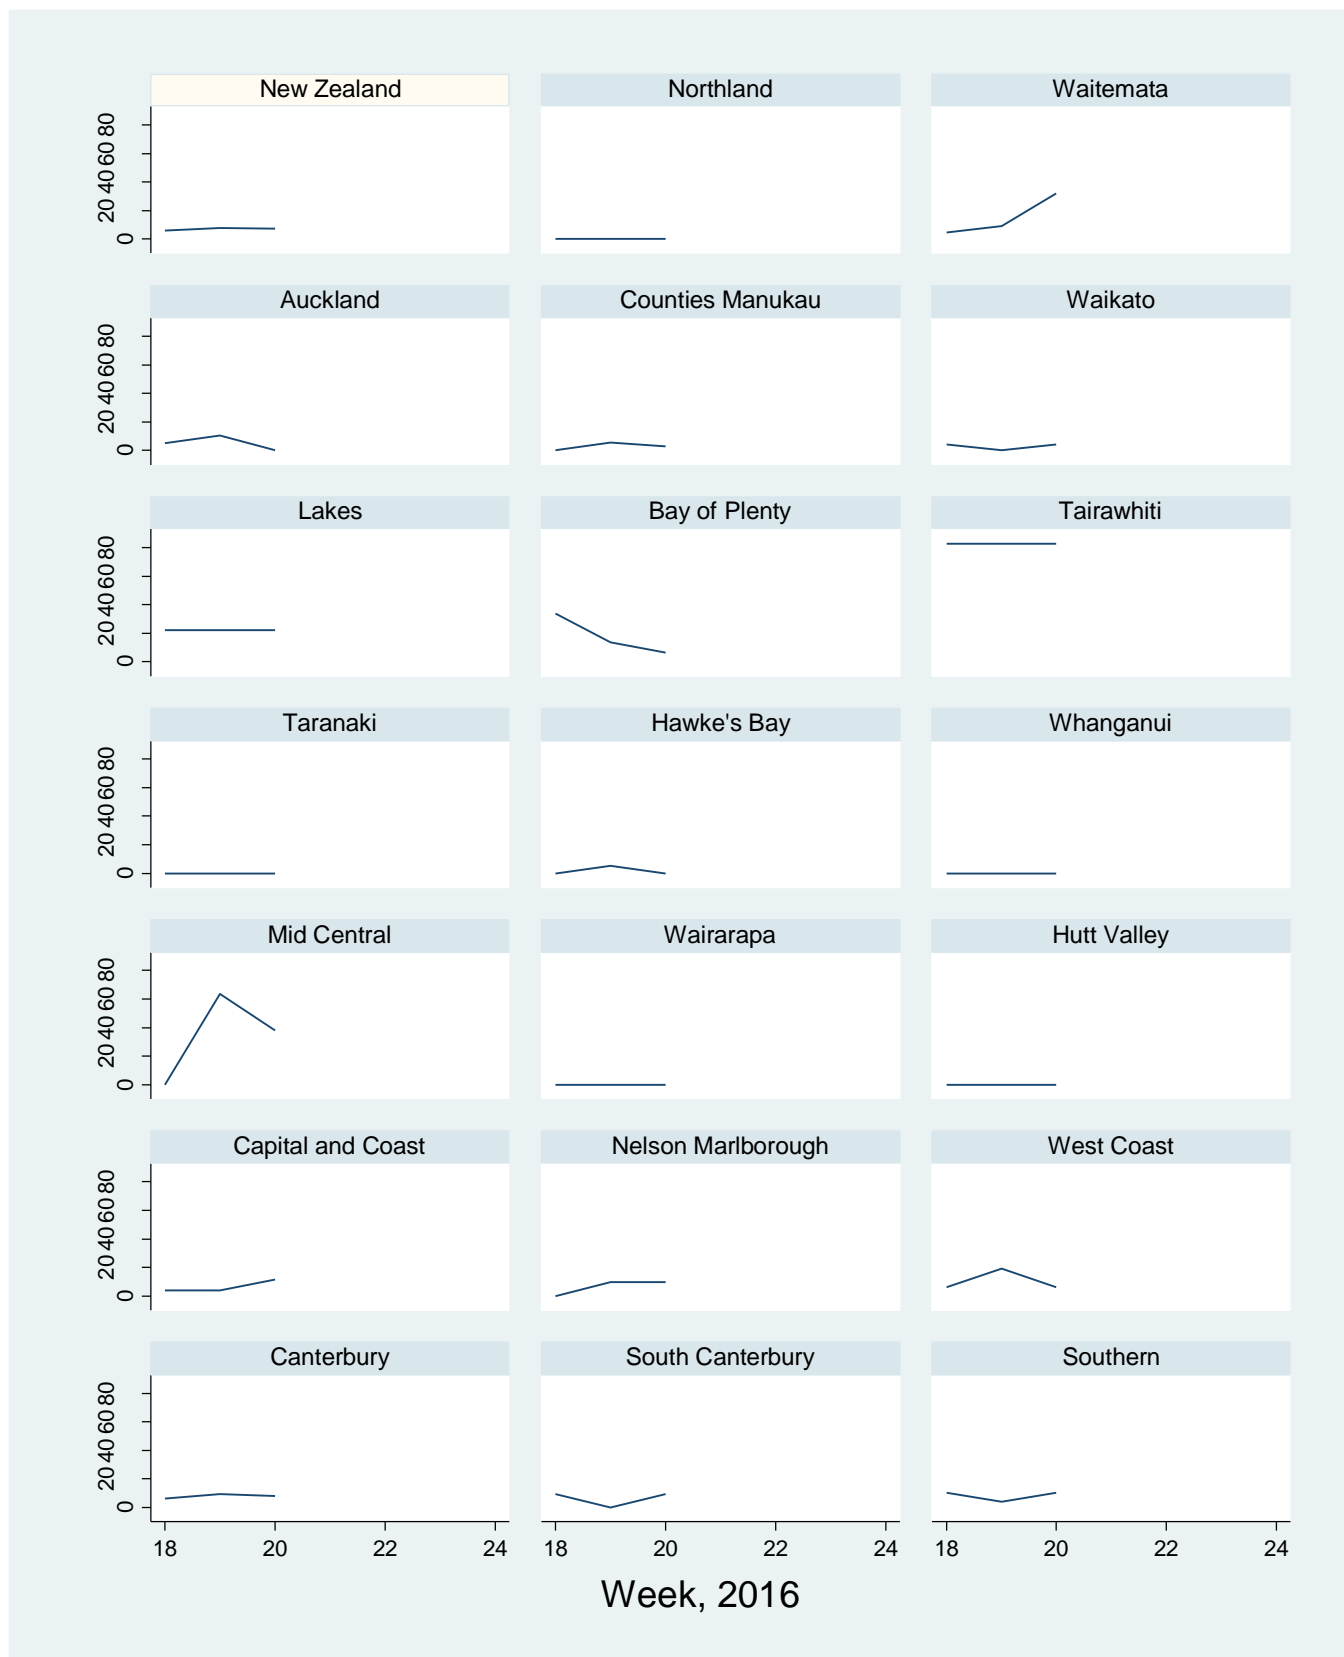 New Zealand Northland Waitemata
0 20 40 60 80
Auckland Counties Manukau Waikato
0 20 40 60 80
Lakes Bay of Plenty Tairawhiti
0 20 40 60 80
Taranaki Hawke's Bay Whanganui
0 20 40 60 80
Mid Central Wairarapa Hutt Valley
0 20 40 60 80
Capital and Coast Nelson Marlborough West Coast
0 20 40 60 80
Canterbury South Canterbury Southern
0 20 40 60 80
18 20 22 24 18 20 22 24 18 20 22 24
Week, 2016